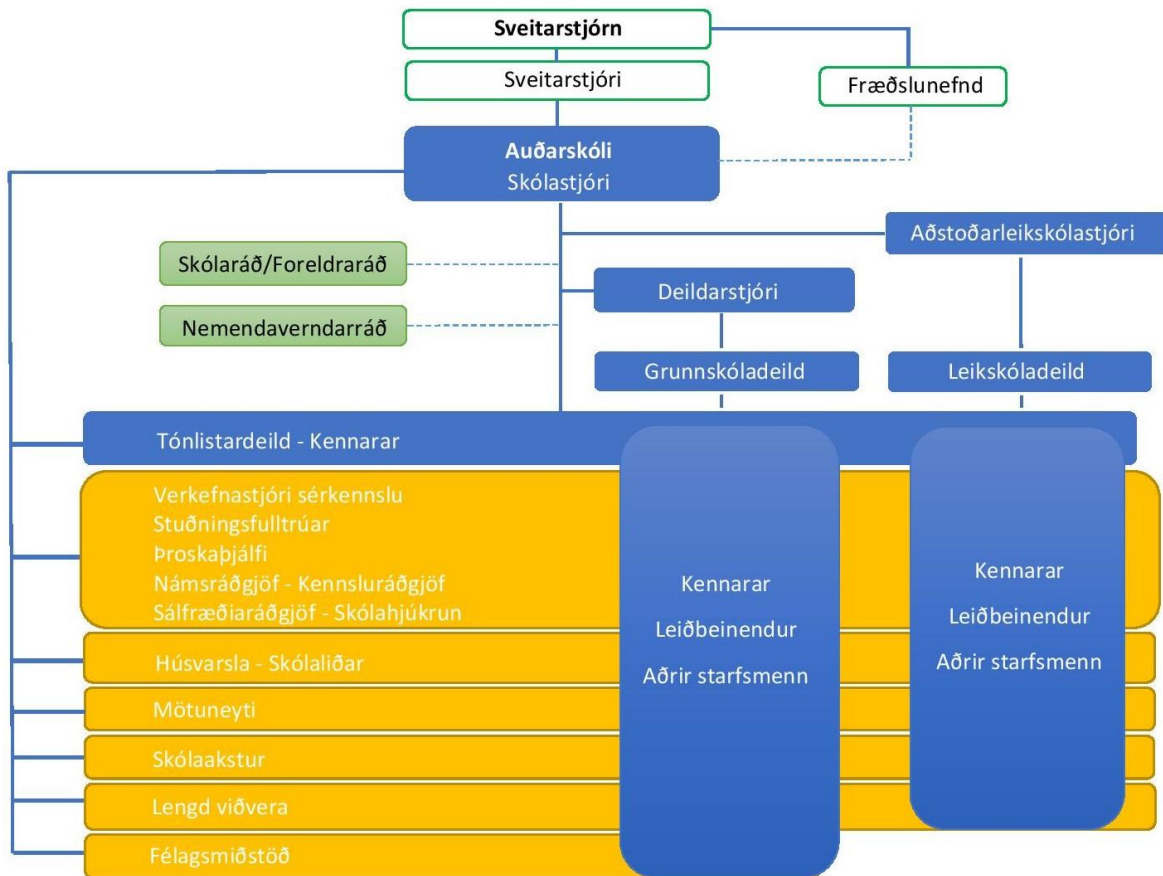 Sveitarstjórn
Sveitarstjóri
Fræðslunefnd
Auðarskóli
Skólastjóri
Aðstoðarleikskólastjóri
Skólaráð/Foreldraráð
Deildarstjóri
Nemendaverndarráð
Grunnskóladeild
Leikskóladeild
Tónlistardeild - Kennarar
Verkefnastjóri sérkennslu
Stuðningsfulltrúar
Þroskaþjálfi
Námsráðgjöf - Kennsluráðgjöf
Sálfræðiaráðgjöf - Skólahjúkrun
Húsvarsla - Skólaliðar
Mötuneyti
Skólaakstur
Lengd viðvera
Félagsmiðstöð
Kennarar
Leiðbeinendur
Aðrir starfsmenn
Kennarar
Leiðbeinendur
Aðrir starfsmenn